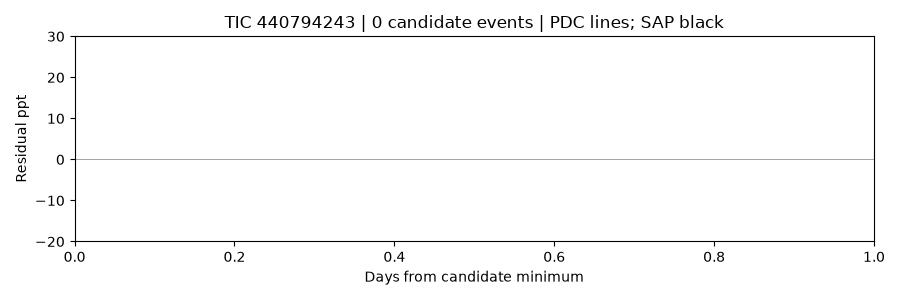 TIC 440794243 | 0 candidate events | PDC lines; SAP black
30
20
10
0
−10
−20
Residual ppt
0.0 0.2 0.4 0.6 0.8 1.0
Days from candidate minimum